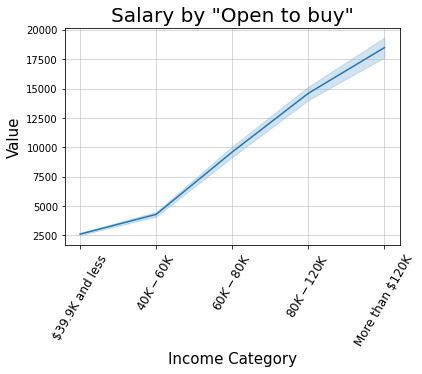 Salary by "Open to buy"
20000
17500
15000
12500
10000
7500
5000
2500
Value
$39.9K and less
40K − 60K
60K − 80K
80K − 120K
More than $120K
Income Category